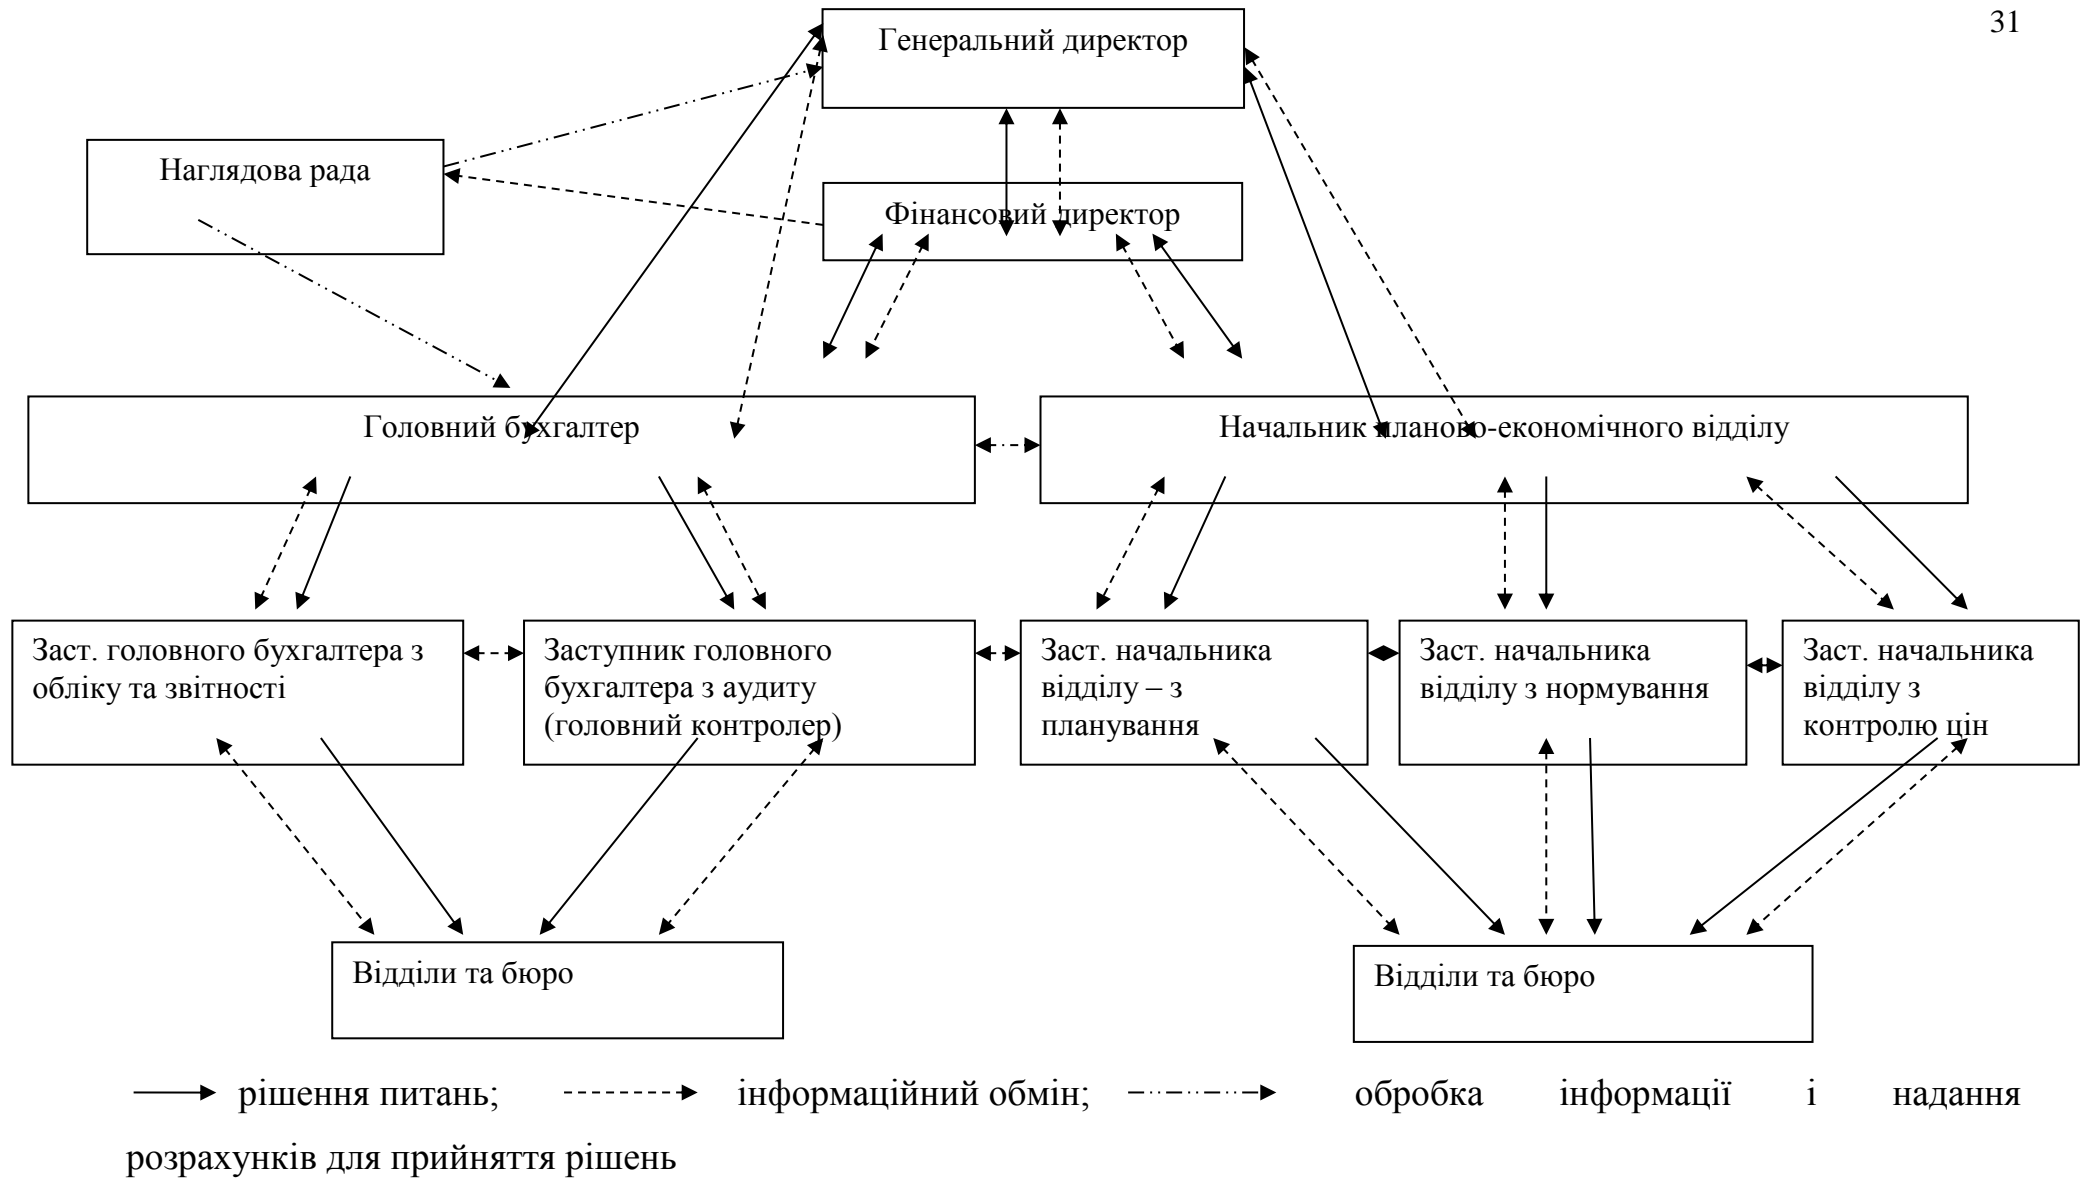 31
Генеральний директор
Наглядова рада
Фінансовий директор
Головний бухгалтер
Начальник планово-економічного відділу
Заст. головного бухгалтера з
обліку та звітності
Заступник головного
бухгалтера з аудиту
(головний контролер)
Заст. начальника
відділу – з
планування
Заст. начальника
відділу з нормування
Заст. начальника
відділу з
контролю цін
Відділи та бюро
Відділи та бюро
рішення питань; інформаційний обмін; обробка інформації і надання
розрахунків для прийняття рішень